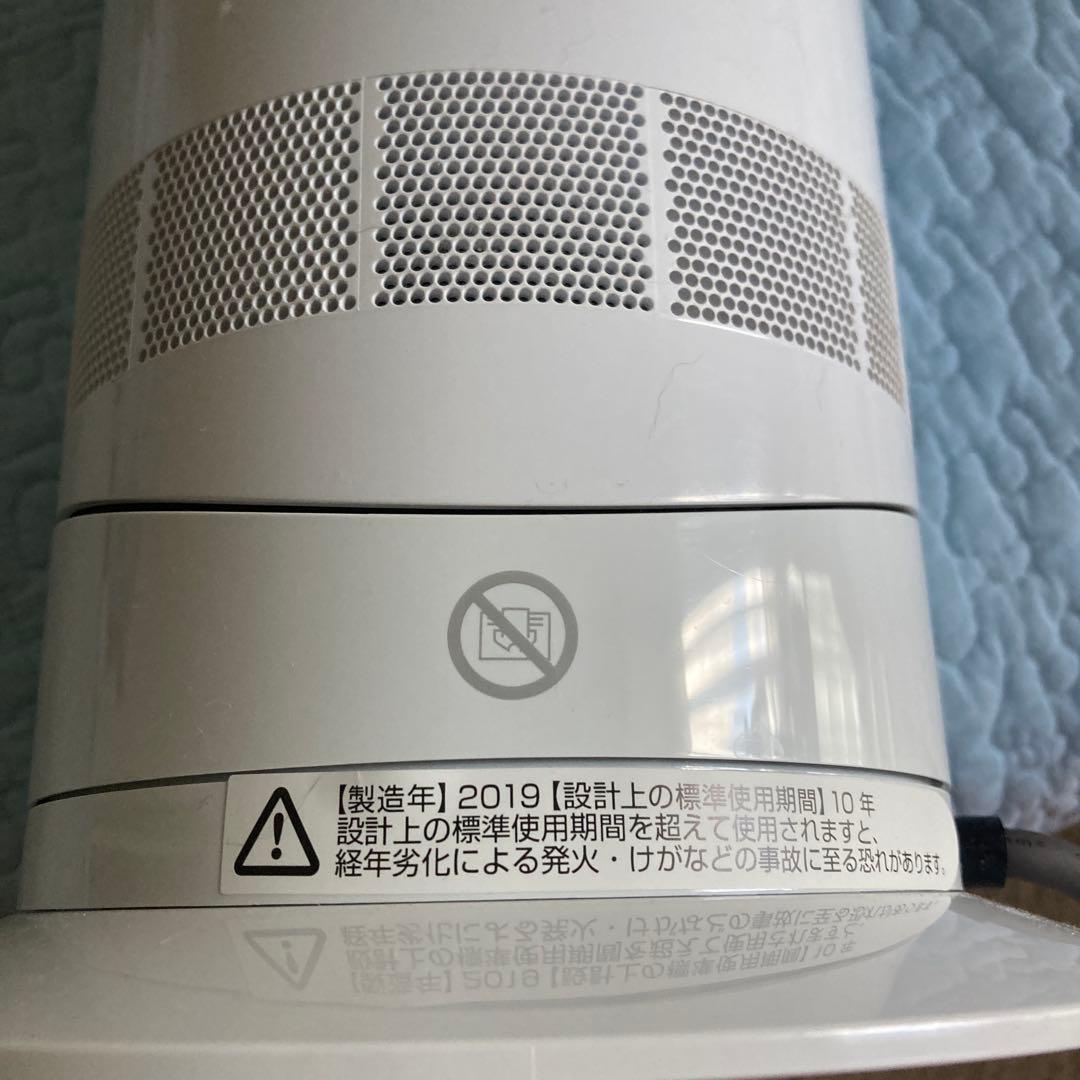 【製造年】2019【設計上の標準使用期間】10年
設計上の標準使用期間を超えて使用されますと、
経年劣化による発火・けがなどの事故に至る恐れがあります。